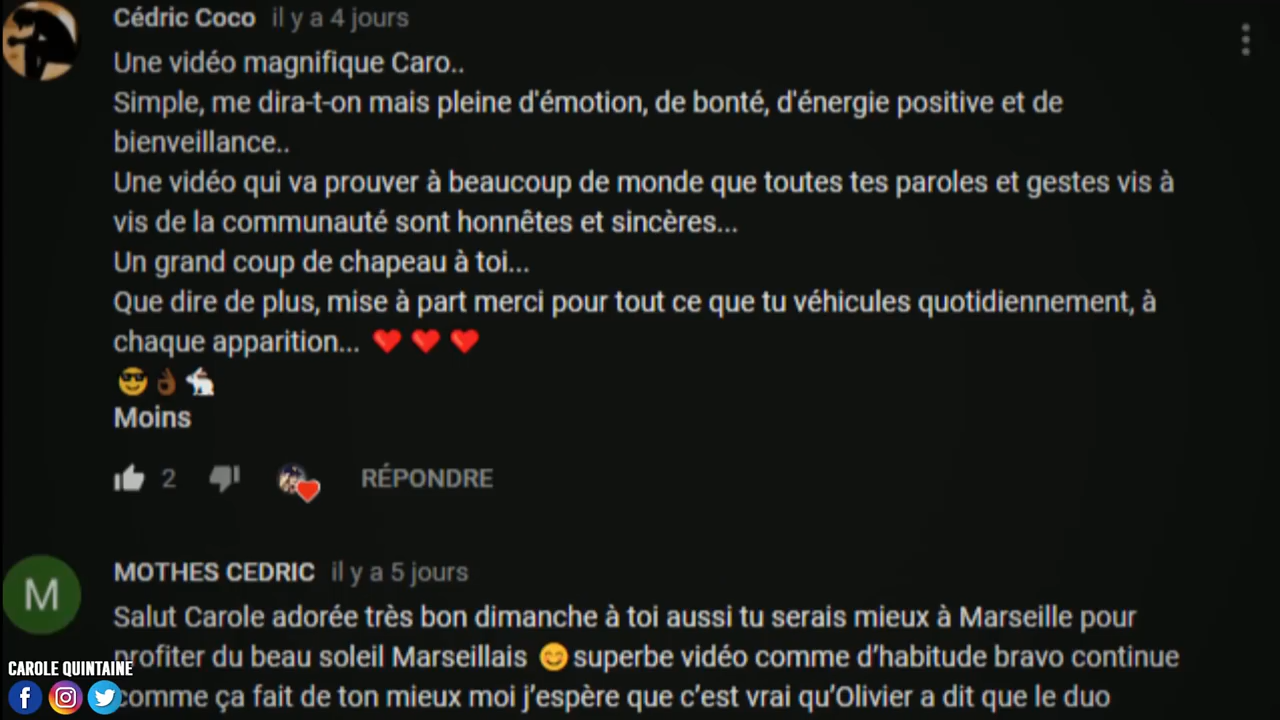 Cédric Coco il y a 4 jours
Une vidéo magnifique Caro..
Simple, me dira-t-on mais pleine d'émotion, de bonté, d'énergie positive et de
bienveillance..
Une vidéo qui va prouver à beaucoup de monde que toutes tes paroles et gestes vis à
vis de la communauté sont honnêtes et sincères...
Un grand coup de chapeau à toi...
Que dire de plus, mise à part merci pour tout ce que tu véhicules quotidiennement, à
chaque apparition... ❤️ ❤️ ❤️
😎👌🏾🐇
Moins
2 RÉPONDRE
M
MOTHES CEDRIC il y a 5 jours
Salut Carole adorée très bon dimanche à toi aussi tu serais mieux à Marseille pour
profiter du beau soleil Marseillais 😊superbe vidéo comme d’habitude bravo continue
comme ça fait de ton mieux moi j’espère que c’est vrai qu’Olivier a dit que le duo
CAROLE QUINTAINE